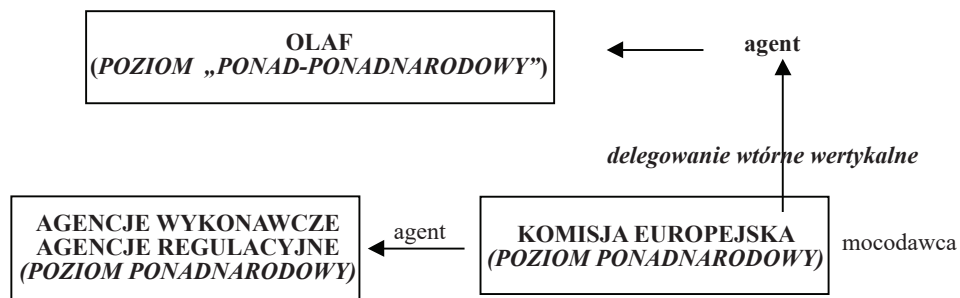 OLAF
(POZIOM „PONAD-PONADNARODOWY”)
agent
delegowanie wtórne wertykalne
AGENCJE WYKONAWCZE
AGENCJE REGULACYJNE
(POZIOM PONADNARODOWY)
agent
KOMISJA EUROPEJSKA
(POZIOM PONADNARODOWY)
mocodawca